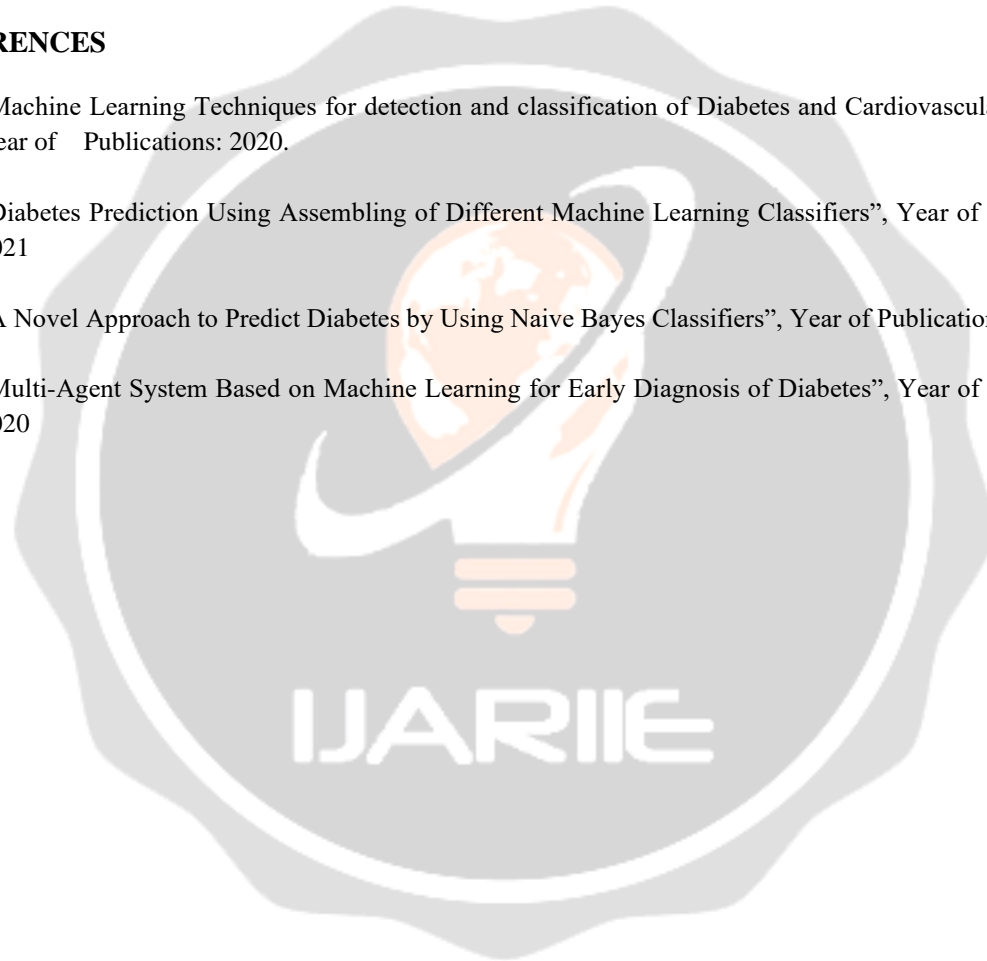 RENCES
Machine Learning Techniques for detection and classification of Diabetes and Cardiovascul
ear of Publications: 2020.
Diabetes Prediction Using Assembling of Different Machine Learning Classifiers”, Year of
021
A Novel Approach to Predict Diabetes by Using Naive Bayes Classifiers”, Year of Publication
Multi-Agent System Based on Machine Learning for Early Diagnosis of Diabetes”, Year of
020
IJARIIE